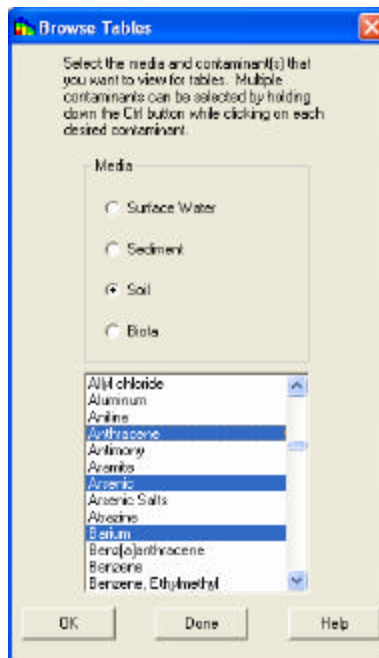 Browse Tables
Select the media and contaminant(s) that
you want to view for tables. Multiple
contaminants can be selected by holding
down the Ctrl button while clicking on each
desired contaminant.
Media
Surface Water
Sediment
Soil
Biota
Allyl chloride
Aluminum
Aniline
Anthracene
Antimony
Aramite
Arsenic
Arsenic Salts
Atrazine
Barium
Benz[a]anthracene
Benzene
Benzene, Ethylmethyl
OK
Done
Help